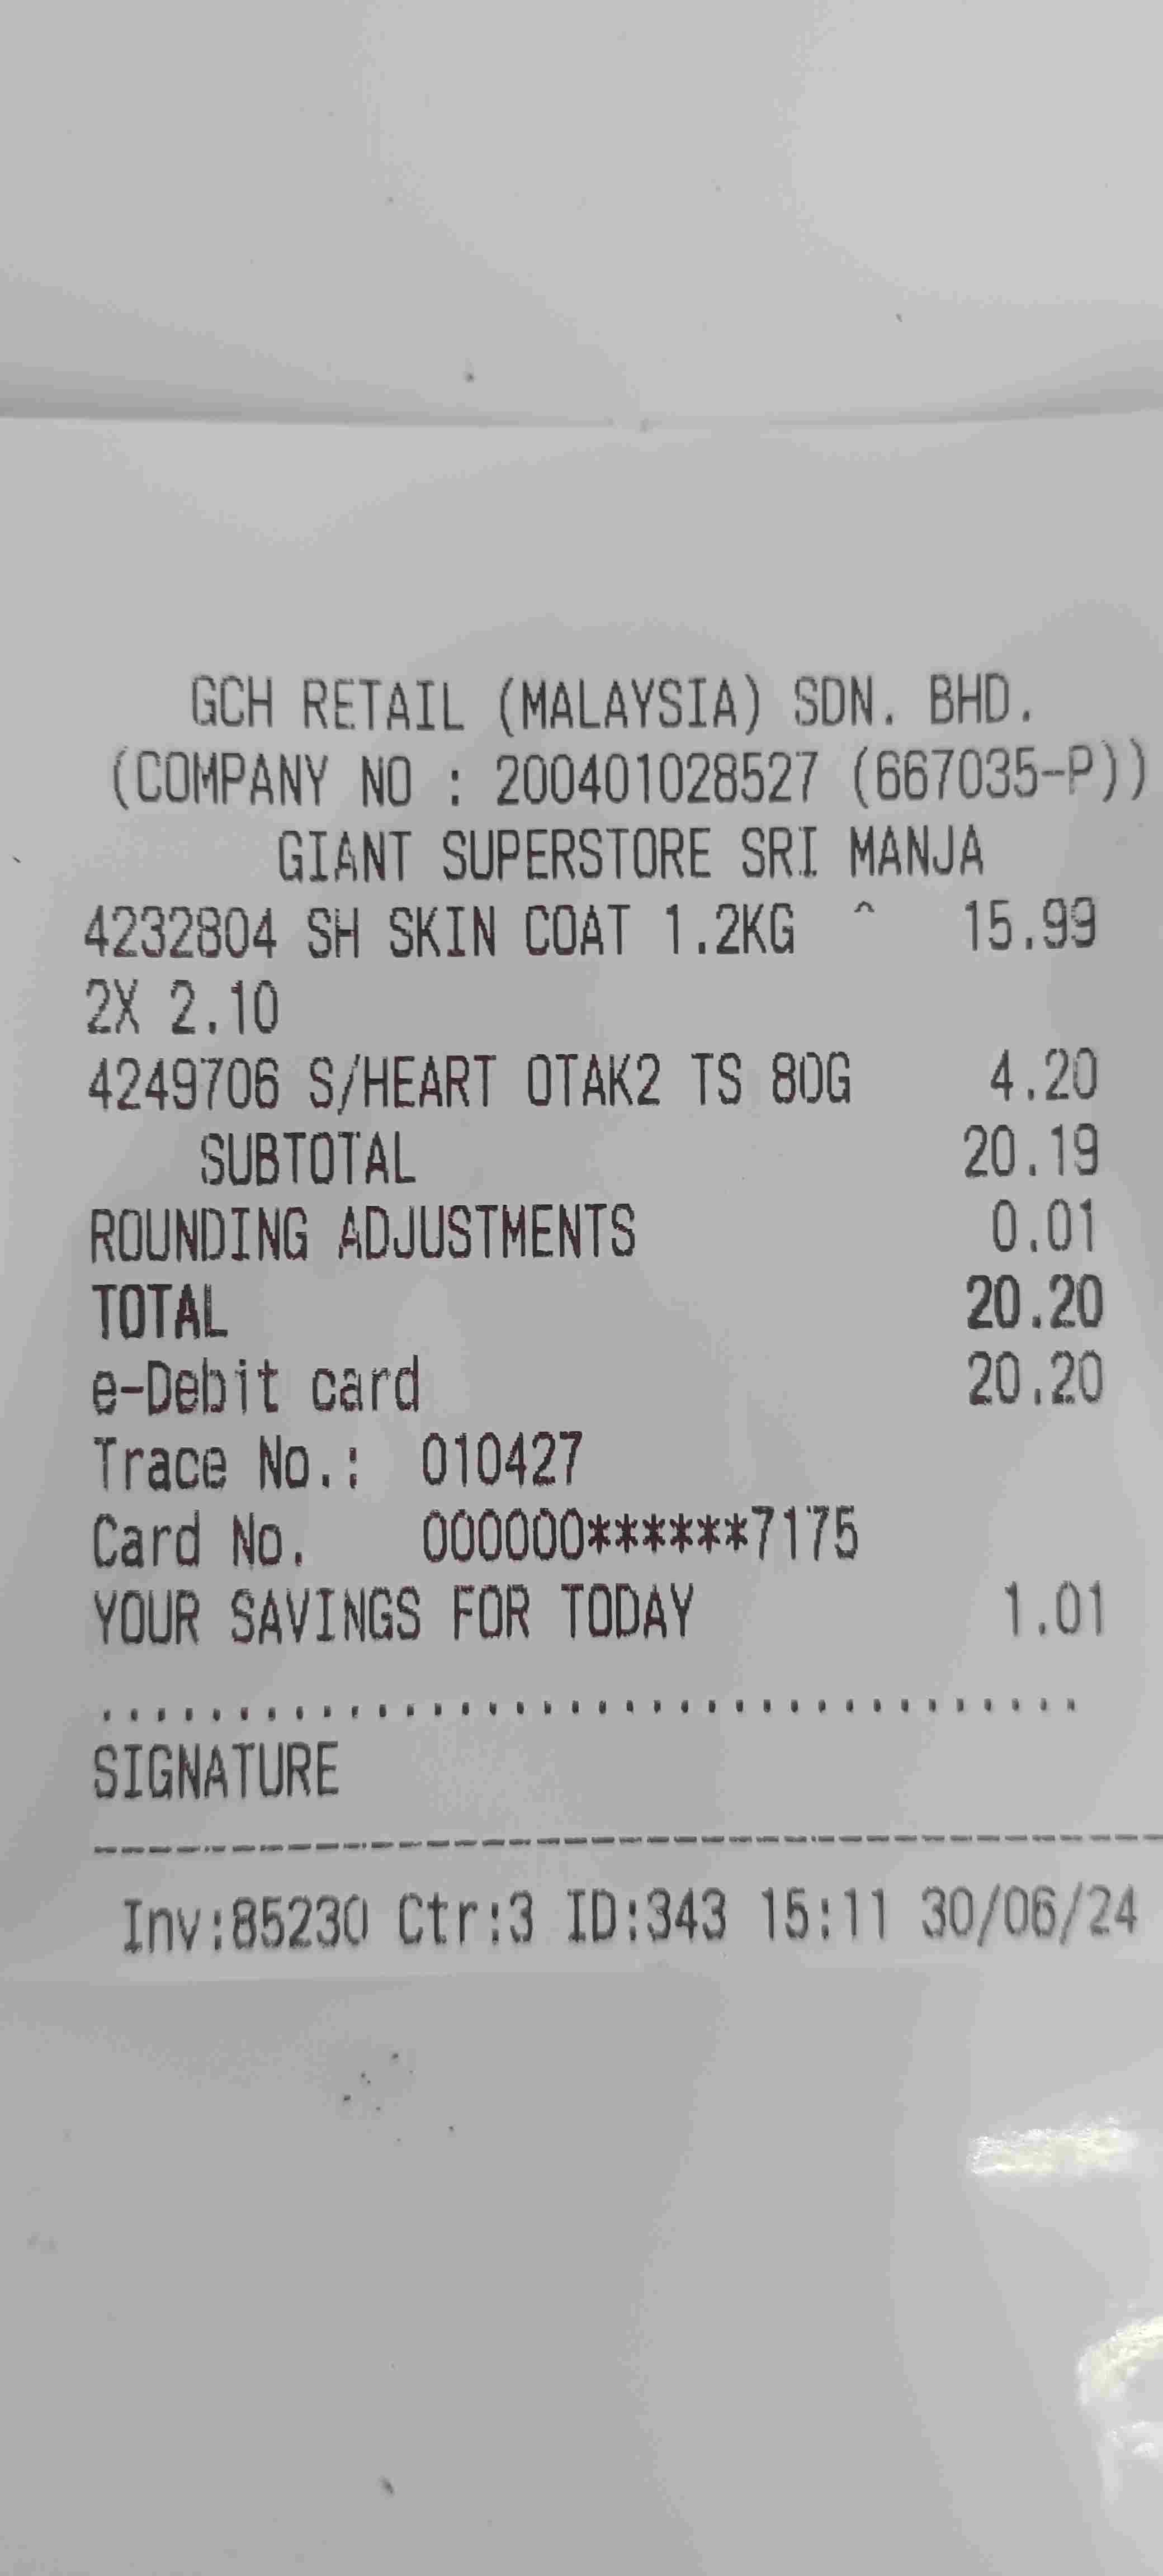 GCH RETAIL (MALAYSIA) SDN. BHD.
(COMPANY NO : 200401028527 (667035-P))
GIANT SUPERSTORE SRI MANJA
4232804 SH SKIN COAT 1.2KG ^ 15.99
2X 2.10
4249706 S/HEART OTAK2 TS 80G 4.20
SUBTOTAL 20.19
ROUNDING ADJUSTMENTS 0.01
TOTAL 20.20
e-Debit card 20.20
Trace No.: 010427
Card No. 000000******7175
YOUR SAVINGS FOR TODAY 1.01
....................................
SIGNATURE
---------------------------------------
Inv:85230 Ctr:3 ID:343 15:11 30/06/24